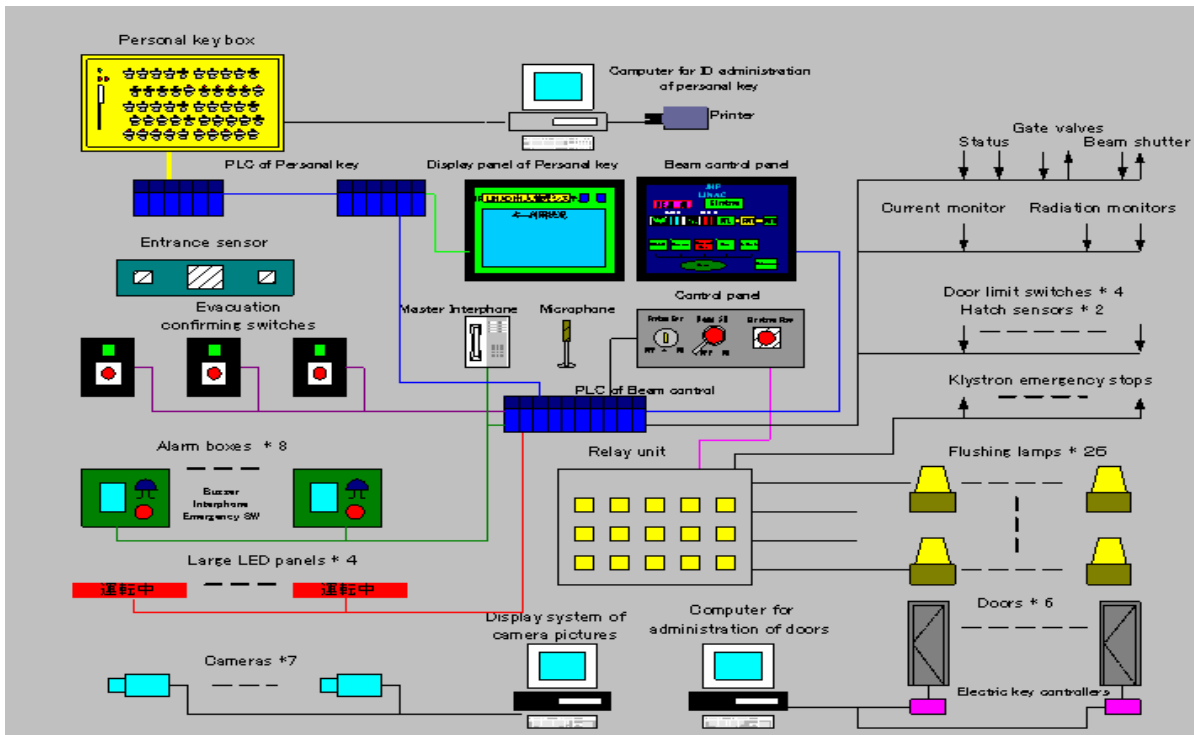 Personal key box
Computer for ID administration
of personal key
Printer
Gate valves
Status
Beam shutter
PLC of Personal key
Display panel of Personal key
Beam control panel
JHP
LINAC
Current monitor
Radiation monitors
Entrance sensor
Evacuation
confirming switches
Master Interphone
Microphone
Control panel
Door limit switches * 4
Hatch sensors * 2
PLC of Beam control
Klystron emergency stops
Alarm boxes * 8
Relay unit
Flushing lamps * 26
Buzzer
Interphone
Emergency SW
Large LED panels * 4
運転中
運転中
Display system of
camera pictures
Computer for
administration of doors
Doors * 6
Cameras *7
Electric key controllers